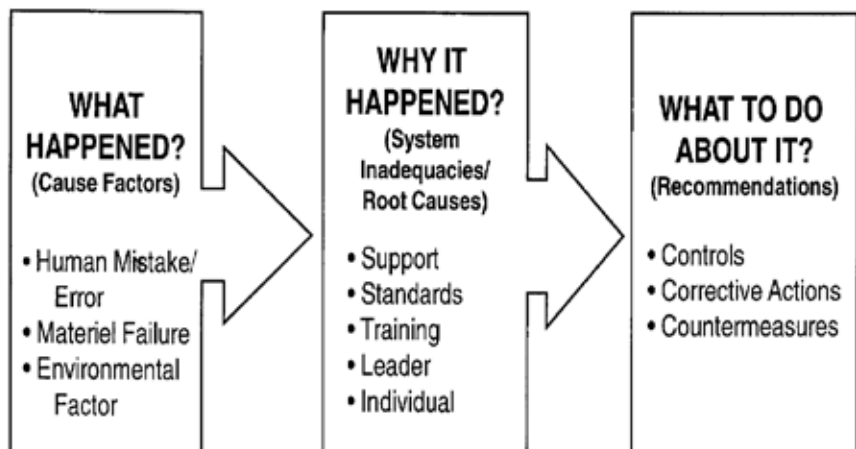 WHAT
HAPPENED?
(Cause Factors)
• Human Mistake/
Error
• Materiel Failure
• Environmental
Factor
WHY IT
HAPPENED?
(System
Inadequacies/
Root Causes)
• Support
• Standards
• Training
• Leader
• Individual
WHAT TO DO
ABOUT IT?
(Recommendations)
• Controls
• Corrective Actions
• Countermeasures